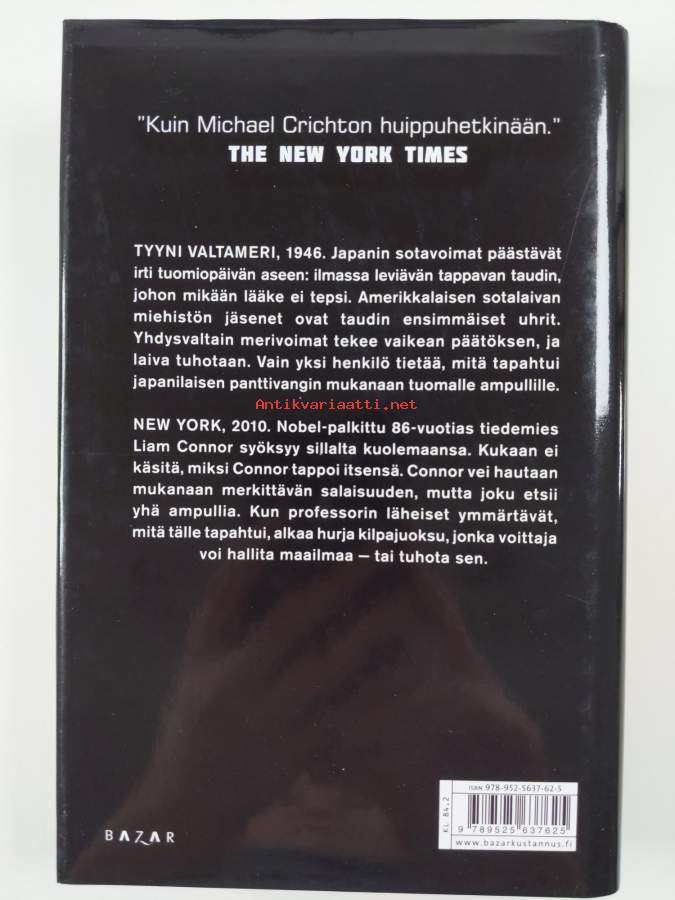 "Kuin Michael Crichton huippuhetkinään."
THE NEW YORK TIMES
TYYNI VALTAMERI, 1946. Japanin sotavoimat päästävät
irti tuomiopäivän aseen: ilmassa leviävän tappavan taudin,
johon mikään lääke ei tepsi. Amerikkalaisen sotalaivan
miehistön jäsenet ovat taudin ensimmäiset uhrit.
Yhdysvaltain merivoimat tekee vaikean päätöksen, ja
laiva tuhotaan. Vain yksi henkilö tietää, mitä tapahtui
japanilaisen panttivangin mukanaan tuomalle ampullille.
Antikvariaatti.net
NEW YORK, 2010. Nobel-palkittu 86-vuotias tiedemies
Liam Connor syöksyy sillalta kuolemaansa. Kukaan ei
käsitä, miksi Connor tappoi itsensä. Connor vei hautaan
mukanaan merkittävän salaisuuden, mutta joku etsii
yhä ampullia. Kun professorin läheiset ymmärtävät,
mitä tälle tapahtui, alkaa hurja kilpajuoksu, jonka voittaja
voi hallita maailmaa – tai tuhota sen.
ISBN 978-952-5637-62-5
KL 84.2
9 789525 637625
www.bazarkustannus.fi
BAZAR